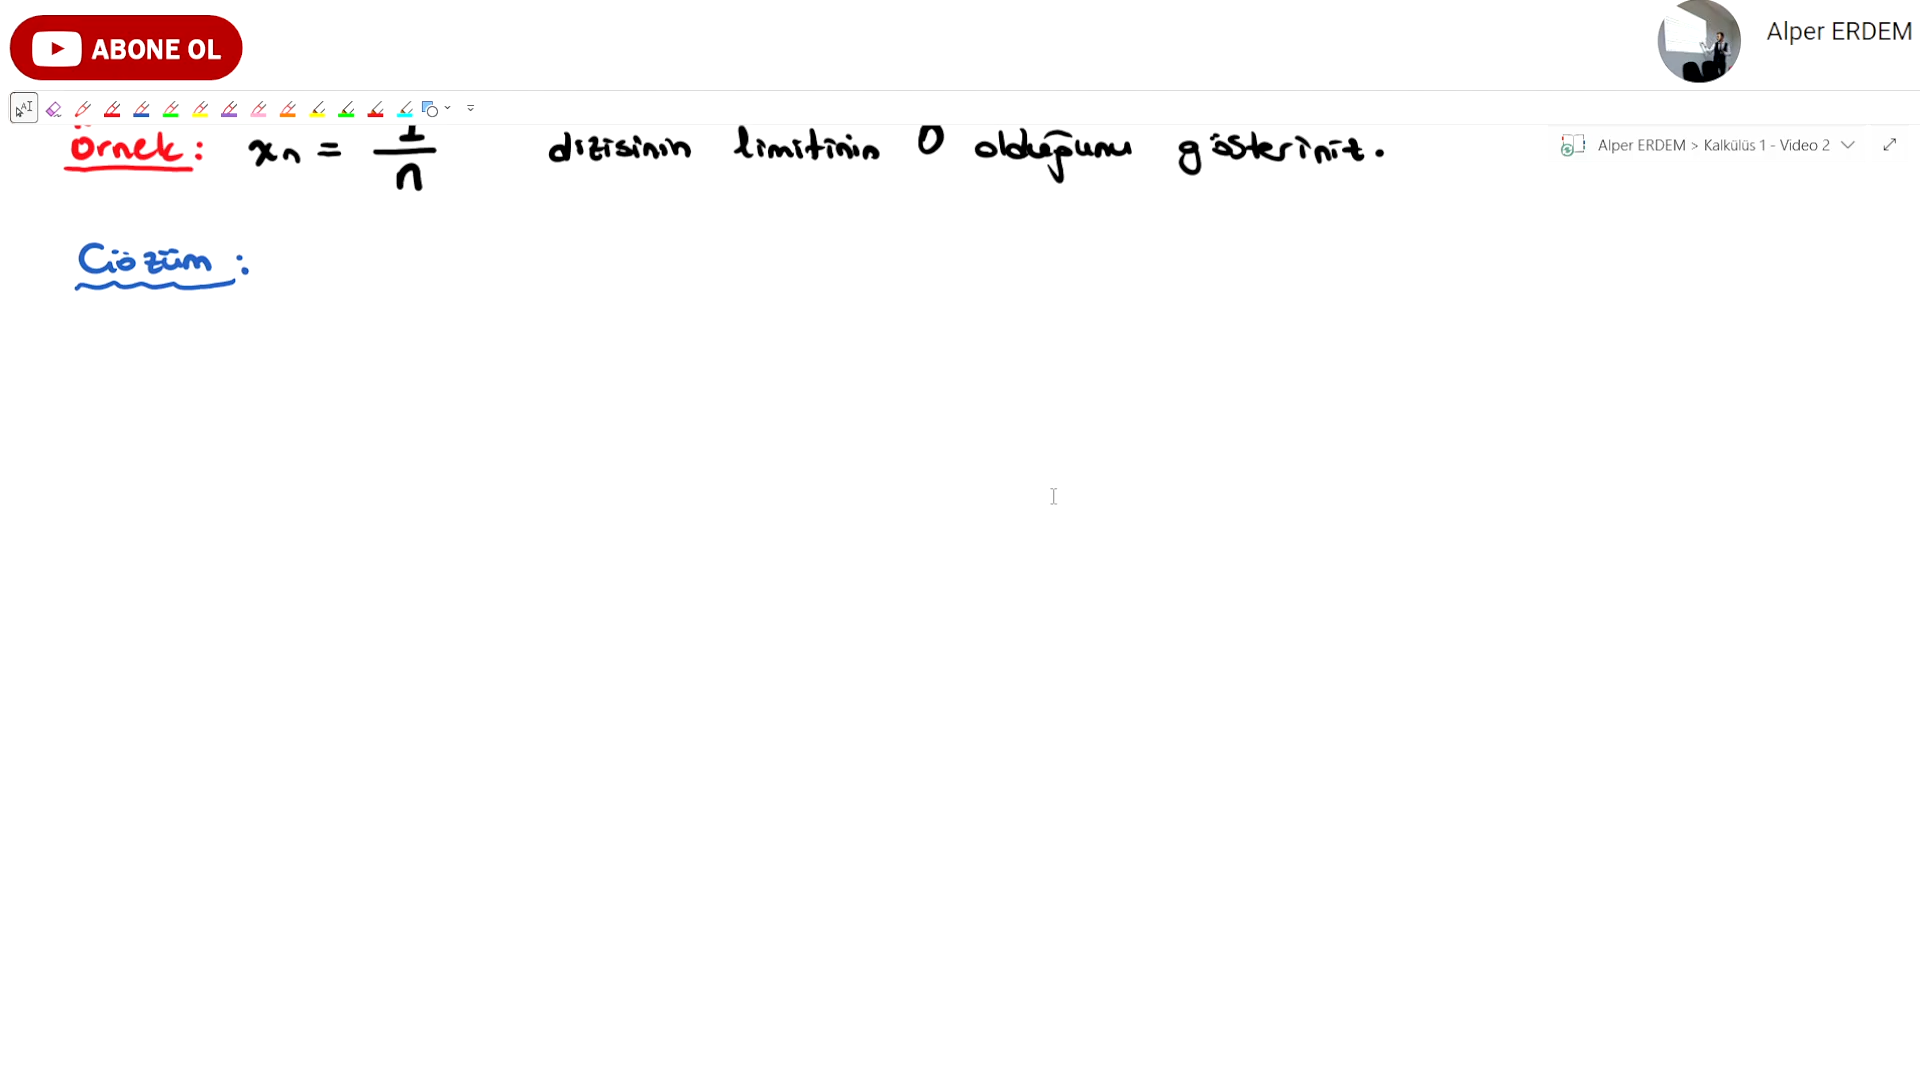 ABONE OL
Alper ERDEM
Alper ERDEM > Kalkülüs 1 - Video 2
Örnek: xn = 1/n dizisinin limitinin 0 olduğunu gösteriniz.
Çözüm: